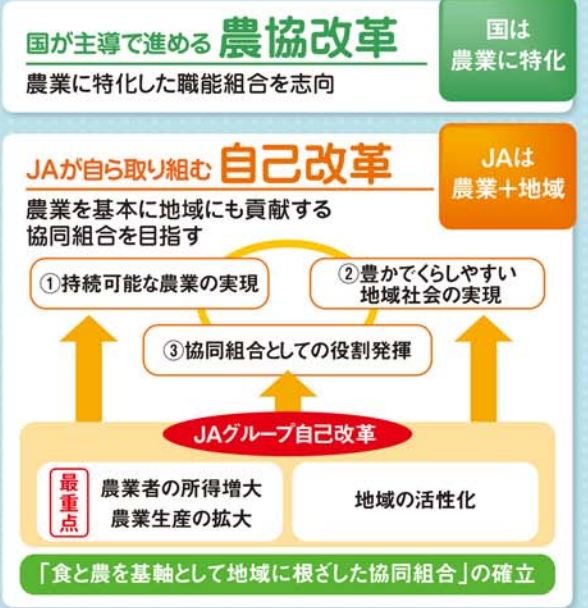 国が主導で進める 農協改革
農業に特化した職能組合を志向
国は
農業に特化
JAが自ら取り組む 自己改革
農業を基本に地域にも貢献する
協同組合を目指す
JAは
農業＋地域
①持続可能な農業の実現
②豊かでくらしやすい
地域社会の実現
③協同組合としての役割発揮
JAグループ自己改革
最重点
農業者の所得増大
農業生産の拡大
地域の活性化
「食と農を基軸として地域に根ざした協同組合」の確立